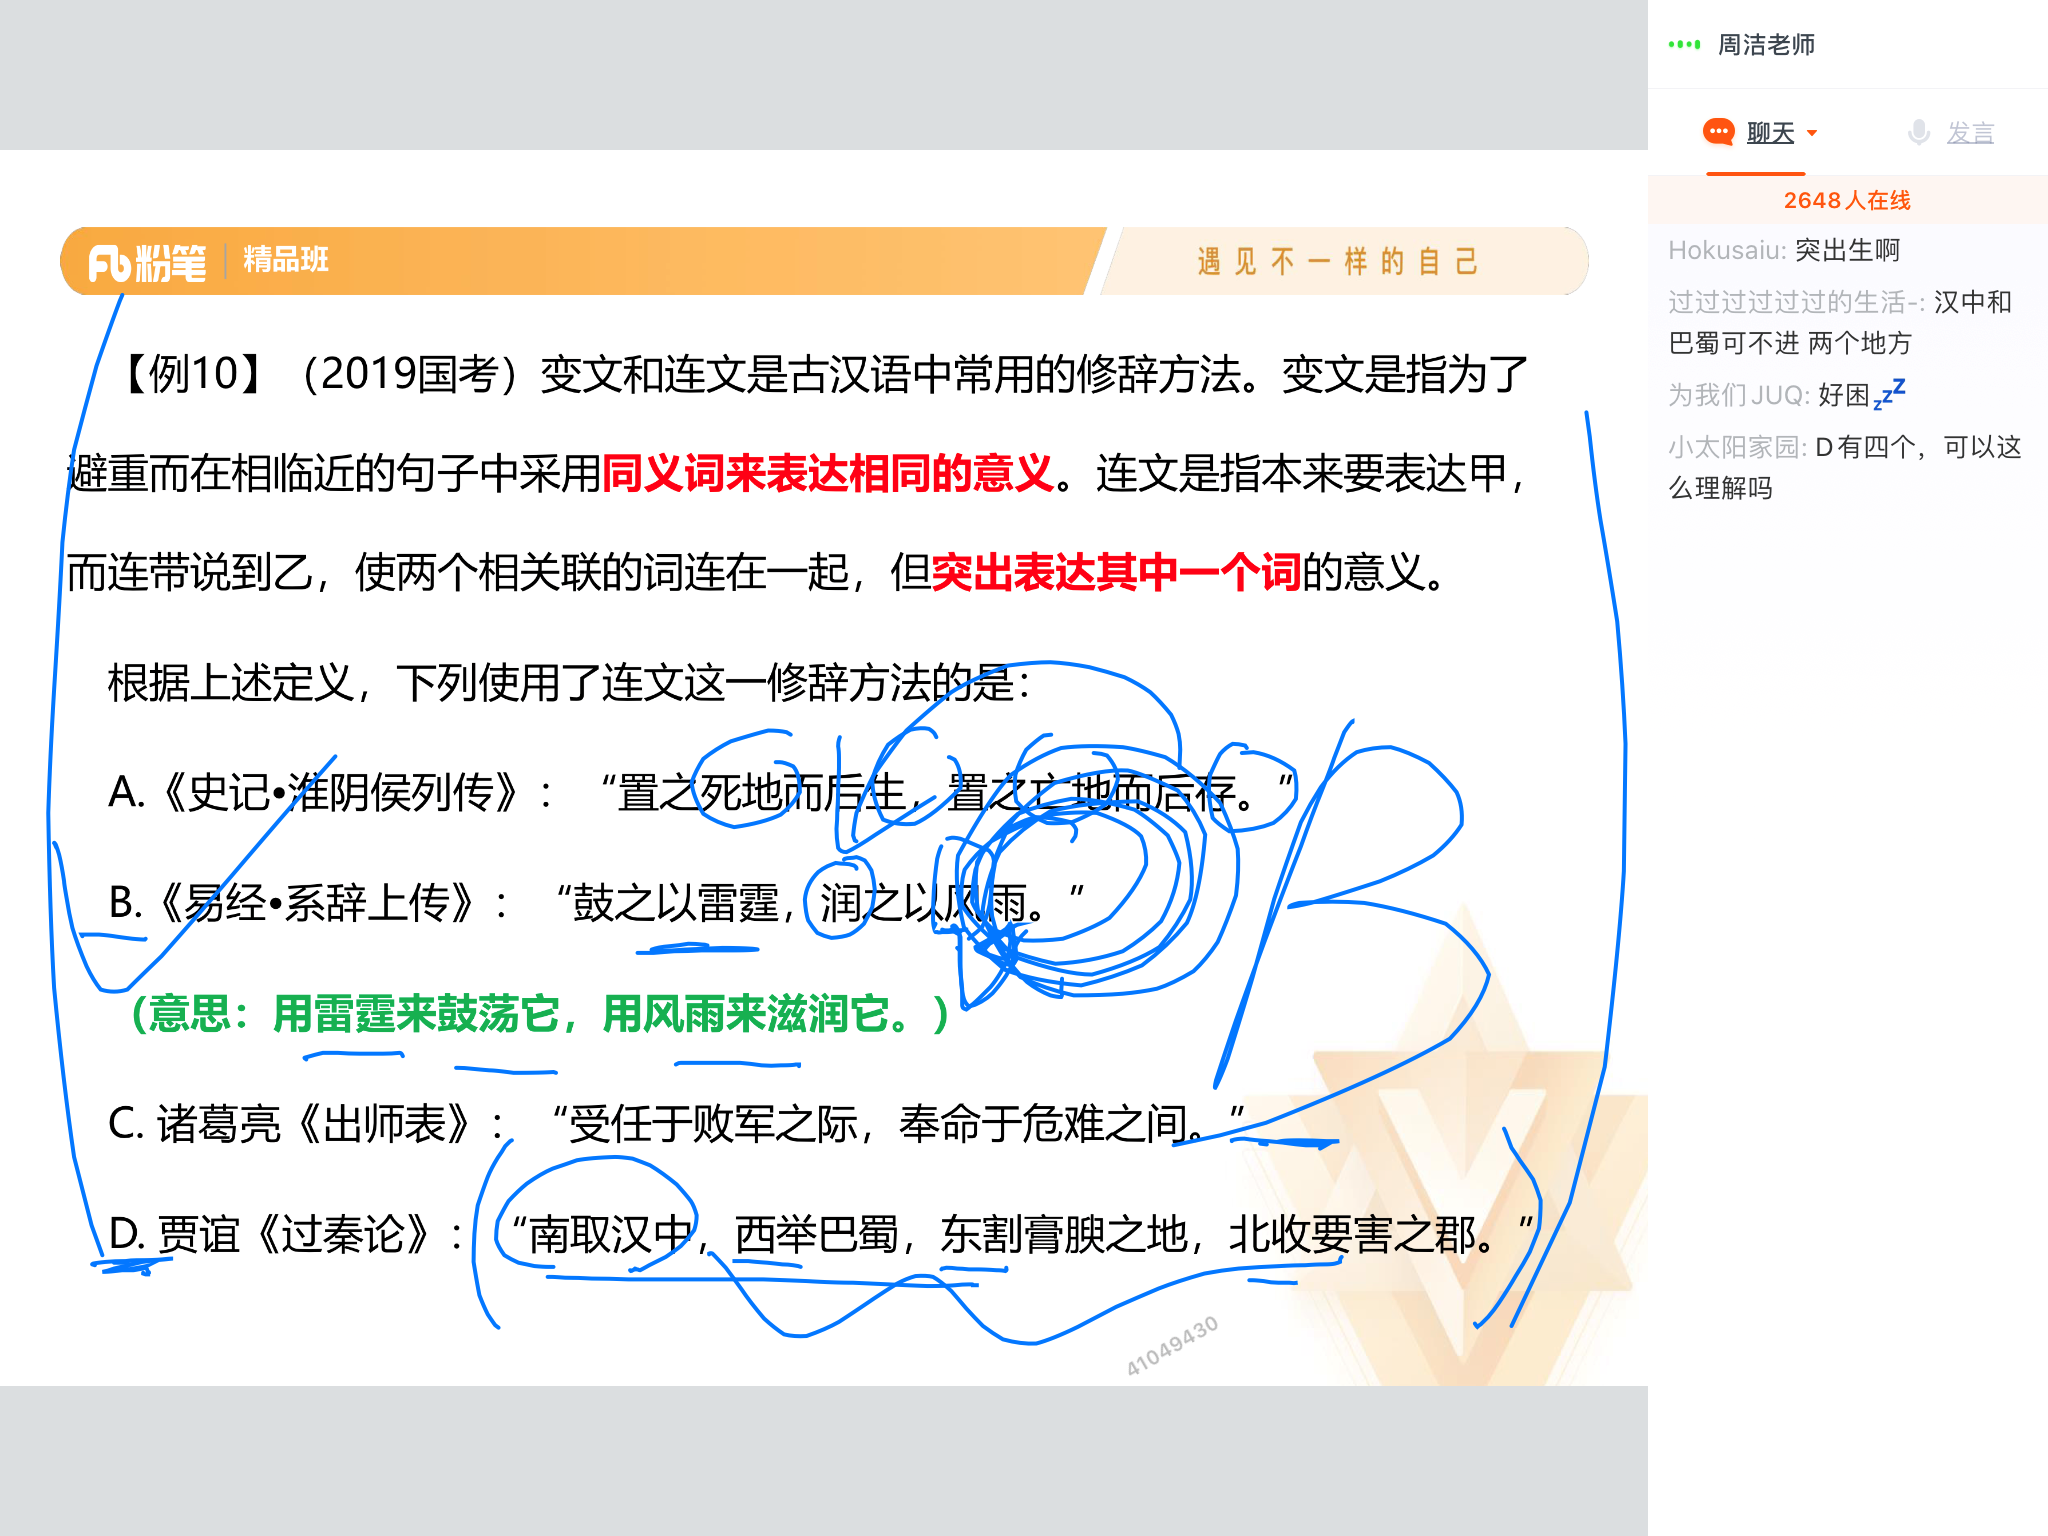 粉笔 精品班
遇见不一样的自己
【例10】（2019国考）变文和连文是古汉语中常用的修辞方法。变文是指为了
避重而在相临近的句子中采用同义词来表达相同的意义。连文是指本来要表达甲，
而连带说到乙，使两个相关联的词连在一起，但突出表达其中一个词的意义。
根据上述定义，下列使用了连文这一修辞方法的是：
A.《史记•淮阴侯列传》：“置之死地而后生，置之亡地而后存。”
B.《易经•系辞上传》：“鼓之以雷霆，润之以风雨。”
（意思：用雷霆来鼓荡它，用风雨来滋润它。）
C. 诸葛亮《出师表》：“受任于败军之际，奉命于危难之间。”
D. 贾谊《过秦论》：“南取汉中，西举巴蜀，东割膏腴之地，北收要害之郡。”
B
41049430
周洁老师
聊天 发言
2648人在线
Hokusaiu: 突出生啊
过过过过过过的生活-: 汉中和
巴蜀可不进 两个地方
为我们JUQ: 好困💤
小太阳家园: D有四个，可以这
么理解吗